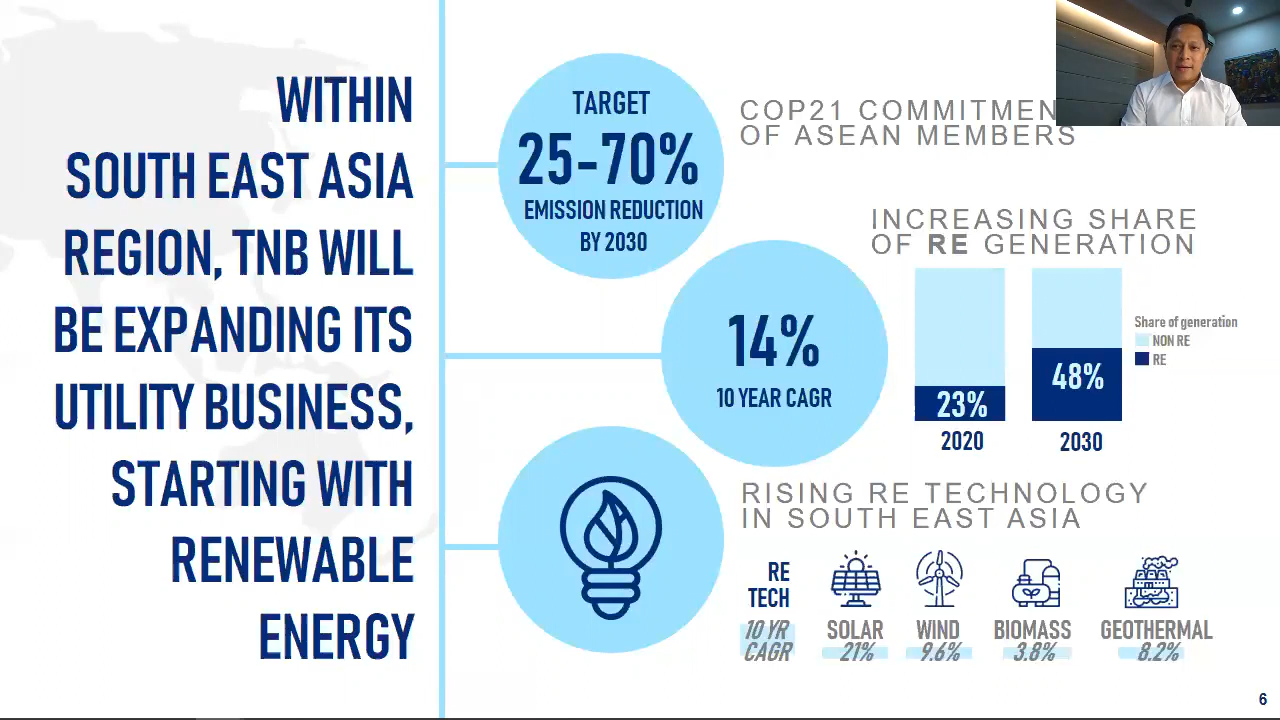 WITHIN
SOUTH EAST ASIA
REGION, TNB WILL
BE EXPANDING ITS
UTILITY BUSINESS,
STARTING WITH
RENEWABLE
ENERGY
TARGET
25-70%
EMISSION REDUCTION
BY 2030
COP21 COMMITMEN
OF ASEAN MEMBERS
14%
10 YEAR CAGR
INCREASING SHARE
OF RE GENERATION
23%
48%
2020
2030
Share of generation
NON RE
RE
RISING RE TECHNOLOGY
IN SOUTH EAST ASIA
RE
TECH
SOLAR WIND BIOMASS GEOTHERMAL
10 YR
CAGR
21% 9.6% 3.8% 8.2%
6